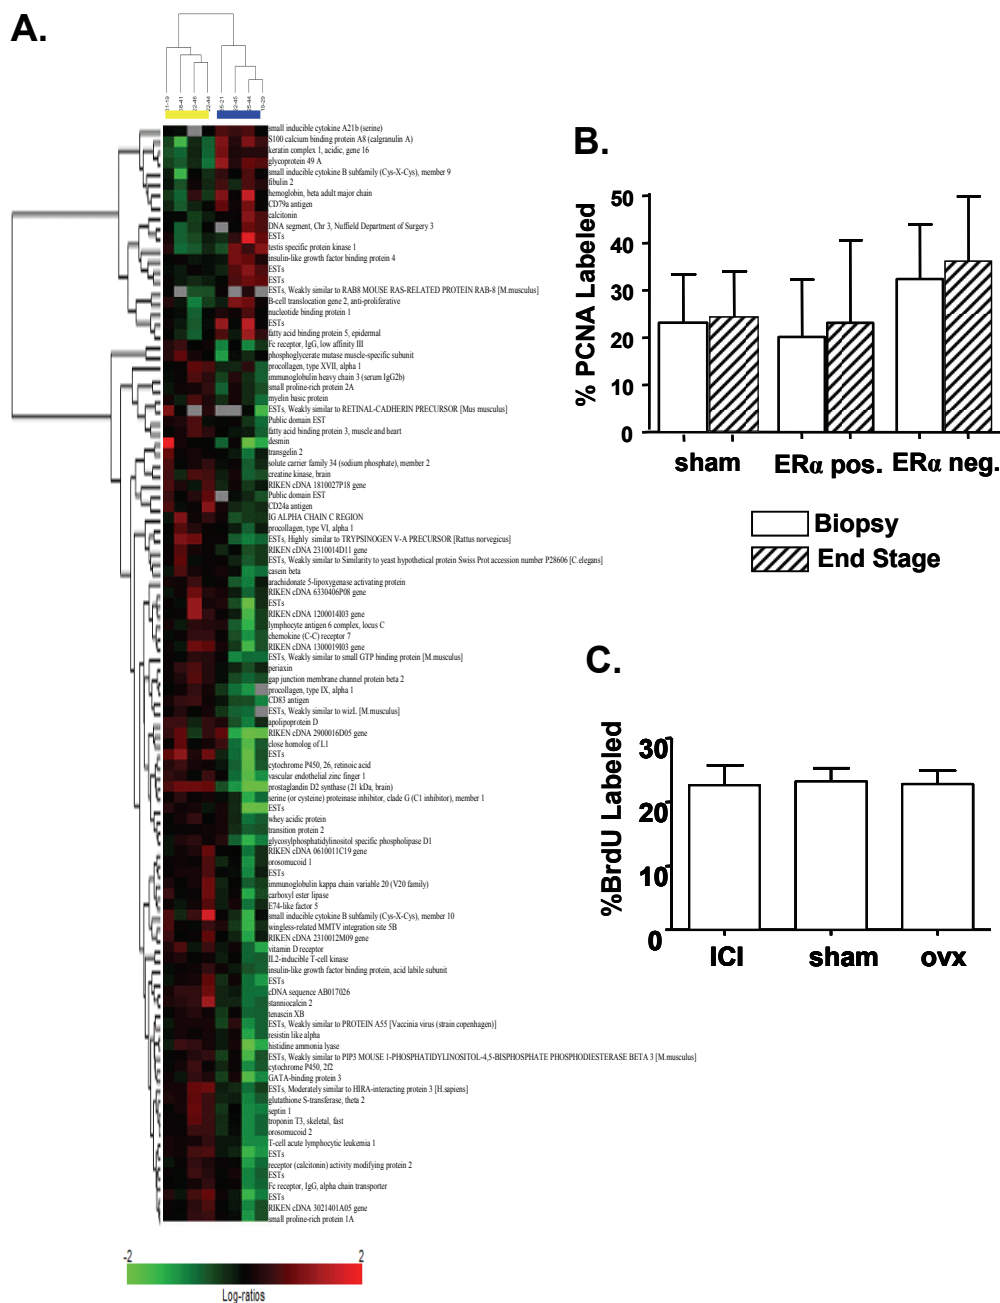 A.
small inducible cytokine A21b (serine)
S100 calcium binding protein A8 (calgranulin A)
keratin complex 1, acidic, gene 16
glycoprotein 49 A
small inducible cytokine B subfamily (Cys-X-Cys), member 9
fibulin 2
hemoglobin, beta adult major chain
CD79a antigen
calcitonin
DNA segment, Chr 3, Nuffield Department of Surgery 3
ESTs
testis specific protein kinase 1
insulin-like growth factor binding protein 4
ESTs
ESTs
ESTs, Weakly similar to RAB8 MOUSE RAS-RELATED PROTEIN RAB-8 [M.musculus]
B-cell translocation gene 2, anti-proliferative
nucleotide binding protein 1
ESTs
fatty acid binding protein 5, epidermal
Fc receptor, IgG, low affinity III
phosphoglycerate mutase muscle-specific subunit
procollagen, type XVII, alpha 1
immunoglobulin heavy chain 3 (serum IgG2b)
small proline-rich protein 2A
myelin basic protein
ESTs, Weakly similar to RETINAL-CADHERIN PRECURSOR [Mus musculus]
Public domain EST
fatty acid binding protein 3, muscle and heart
desmin
transgelin 2
solute carrier family 34 (sodium phosphate), member 2
creatine kinase, brain
RIKEN cDNA 1810027P18 gene
Public domain EST
CD24a antigen
IG ALPHA CHAIN C REGION
procollagen, type VI, alpha 1
ESTs, Highly similar to TRYPSINOGEN V-A PRECURSOR [Rattus norvegicus]
RIKEN cDNA 2310014D11 gene
ESTs, Weakly similar to Similarity to yeast hypothetical protein Swiss Prot accession number P28606 [C.elegans]
casein beta
arachidonate 5-lipoxygenase activating protein
RIKEN cDNA 6330406P08 gene
ESTs
RIKEN cDNA 1200014I03 gene
lymphocyte antigen 6 complex, locus C
chemokine (C-C) receptor 7
RIKEN cDNA 1300019I03 gene
ESTs, Weakly similar to small GTP binding protein [M.musculus]
periaxin
gap junction membrane channel protein beta 2
procollagen, type IX, alpha 1
CD83 antigen
ESTs, Weakly similar to wizL [M.musculus]
apolipoprotein D
RIKEN cDNA 2900016D05 gene
close homolog of L1
ESTs
cytochrome P450, 26, retinoic acid
vascular endothelial zinc finger 1
prostaglandin D2 synthase (21 kDa, brain)
serine (or cysteine) proteinase inhibitor, clade G (C1 inhibitor), member 1
ESTs
whey acidic protein
transition protein 2
glycosylphosphatidylinositol specific phospholipase D1
RIKEN cDNA 0610011C19 gene
orosomucoid 1
ESTs
immunoglobulin kappa chain variable 20 (V20 family)
carboxyl ester lipase
E74-like factor 5
small inducible cytokine B subfamily (Cys-X-Cys), member 10
wingless-related MMTV integration site 5B
RIKEN cDNA 2310012M09 gene
vitamin D receptor
IL2-inducible T-cell kinase
insulin-like growth factor binding protein, acid labile subunit
ESTs
cDNA sequence AB017026
stanniocalcin 2
tenascin XB
ESTs, Weakly similar to PROTEIN A55 [Vaccinia virus (strain copenhagen)]
resistin like alpha
histidine ammonia lyase
ESTs, Weakly similar to PIP3 MOUSE 1-PHOSPHATIDYLINOSITOL-4,5-BISPHOSPHATE PHOSPHODIESTERASE BETA 3 [M.musculus]
cytochrome P450, 2f2
GATA-binding protein 3
ESTs, Moderately similar to HIRA-interacting protein 3 [H.sapiens]
glutathione S-transferase, theta 2
septin 1
troponin T3, skeletal, fast
orosomucoid 2
T-cell acute lymphocytic leukemia 1
ESTs
receptor (calcitonin) activity modifying protein 2
ESTs
Fc receptor, IgG, alpha chain transporter
ESTs
RIKEN cDNA 3021401A05 gene
small proline-rich protein 1A
-2
2
Log-ratios
B.
% PCNA Labeled
50
40
30
20
10
0
sham
ERα pos.
ERα neg.
Biopsy
End Stage
C.
%BrdU Labeled
30
20
10
0
ICI
sham
ovx